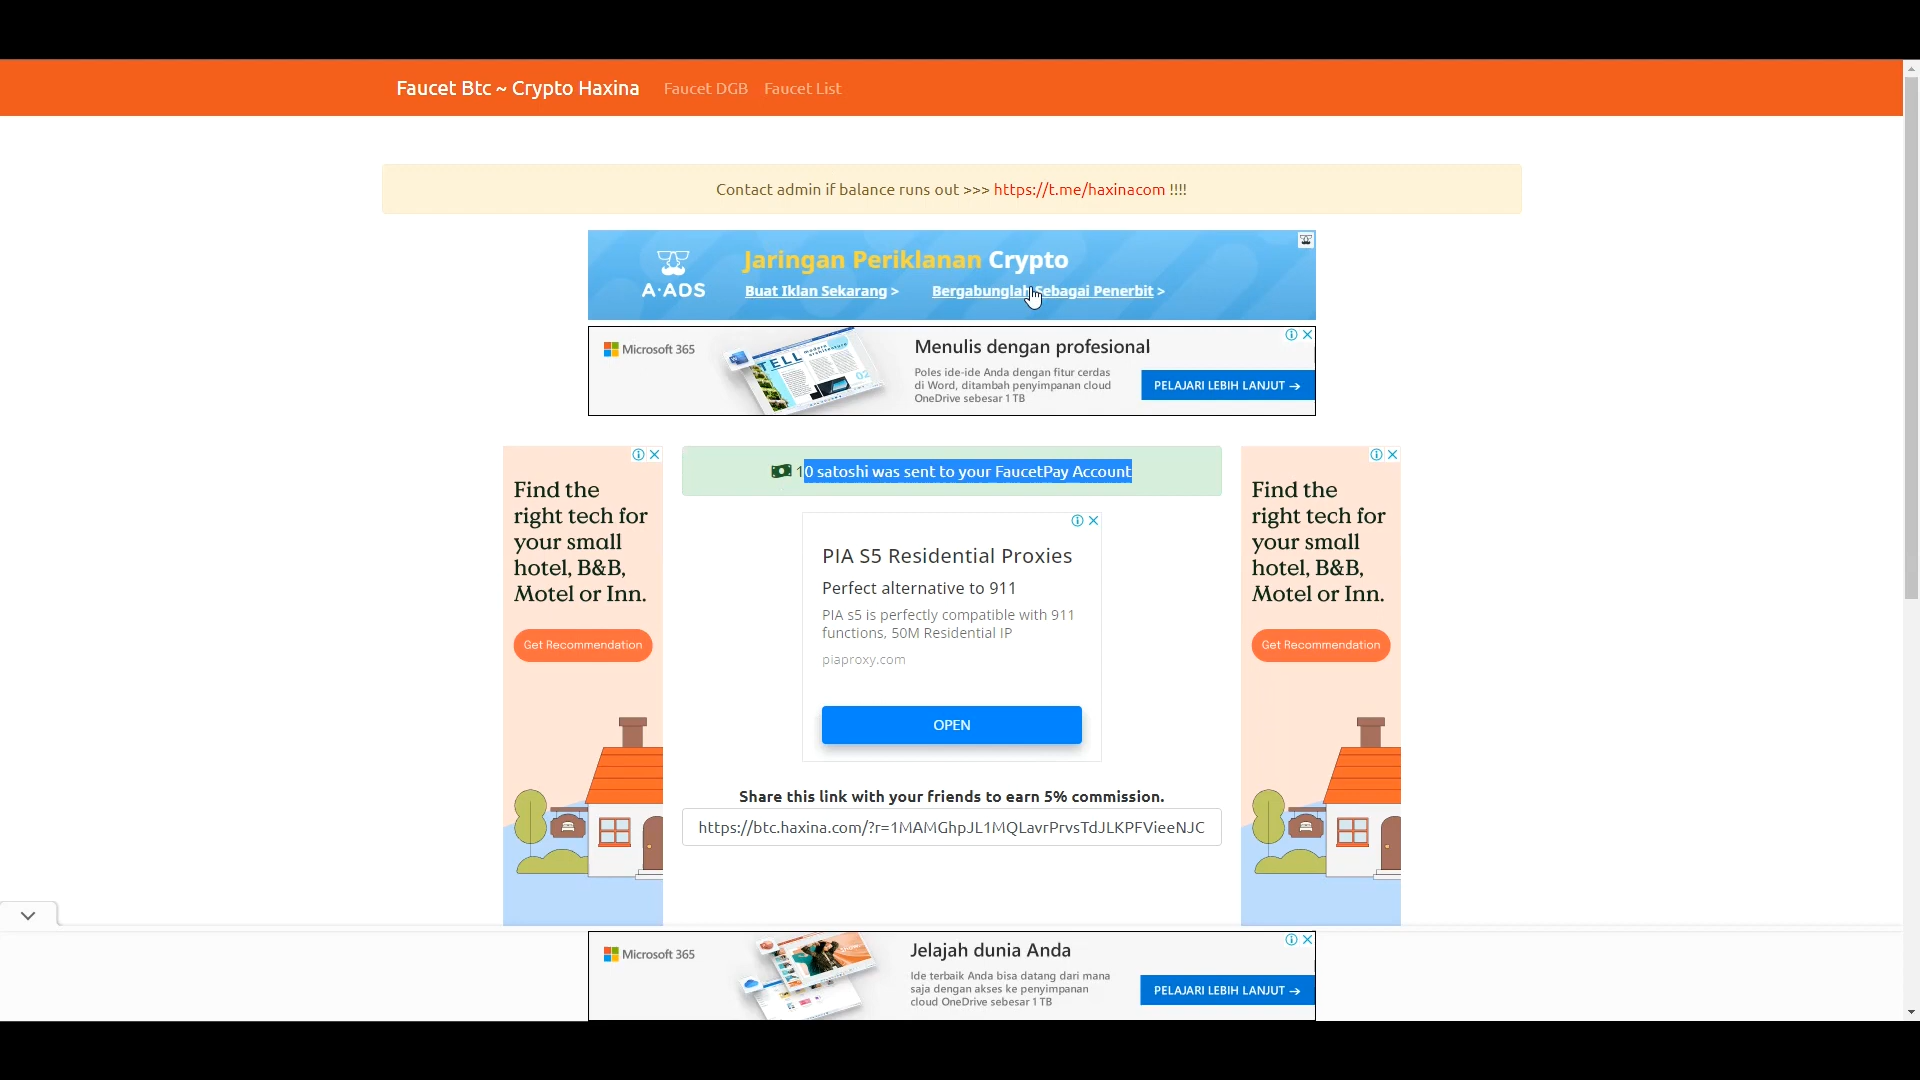 Faucet Btc ~ Crypto Haxina Faucet DGB Faucet List
Contact admin if balance runs out >>> https://t.me/haxinacom !!!!
A-ADS
Jaringan Periklanan Crypto
Buat Iklan Sekarang > Bergabunglah Sebagai Penerbit >
Microsoft 365
TELL
modern
architecture
02
Menulis dengan profesional
Poles ide-ide Anda dengan fitur cerdas
di Word, ditambah penyimpanan cloud
OneDrive sebesar 1 TB
PELAJARI LEBIH LANJUT →
Find the
right tech for
your small
hotel, B&B,
Motel or Inn.
Get Recommendation
10 satoshi was sent to your FaucetPay Account
PIA S5 Residential Proxies
Perfect alternative to 911
PIA s5 is perfectly compatible with 911
functions, 50M Residential IP
piaproxy.com
OPEN
Share this link with your friends to earn 5% commission.
https://btc.haxina.com/?r=1MAMGhpJL1MQLavrPrvsTdJLKPFVieeNJC
Find the
right tech for
your small
hotel, B&B,
Motel or Inn.
Get Recommendation
Microsoft 365
Jelajah dunia Anda
Ide terbaik Anda bisa datang dari mana
saja dengan akses ke penyimpanan
cloud OneDrive sebesar 1 TB
PELAJARI LEBIH LANJUT →